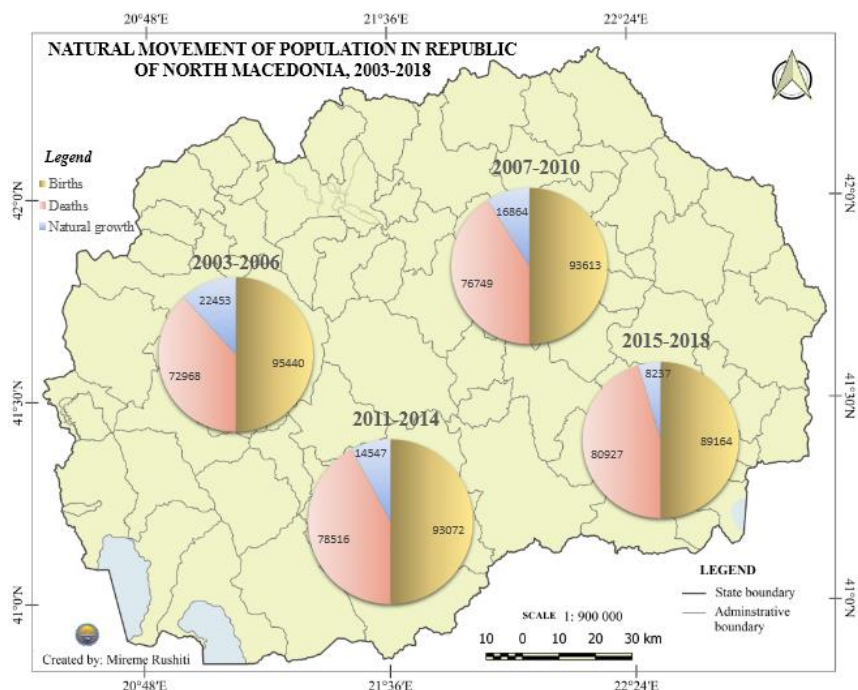 20°48'E
21°36'E
22°24'E
NATURAL MOVEMENT OF POPULATION IN REPUBLIC
OF NORTH MACEDONIA, 2003-2018
Legend
Births
Deaths
Natural growth
42°0'N
42°0'N
2007-2010
16864
93613
76749
2003-2006
22453
95440
72968
2015-2018
8237
89164
80927
41°30'N
41°30'N
2011-2014
14547
93072
78516
LEGEND
State boundary
Adminstrative
boundary
41°0'N
41°0'N
SCALE 1: 900 000
10 0 10 20 30 km
Created by: Mireme Rushiti
20°48'E
21°36'E
22°24'E